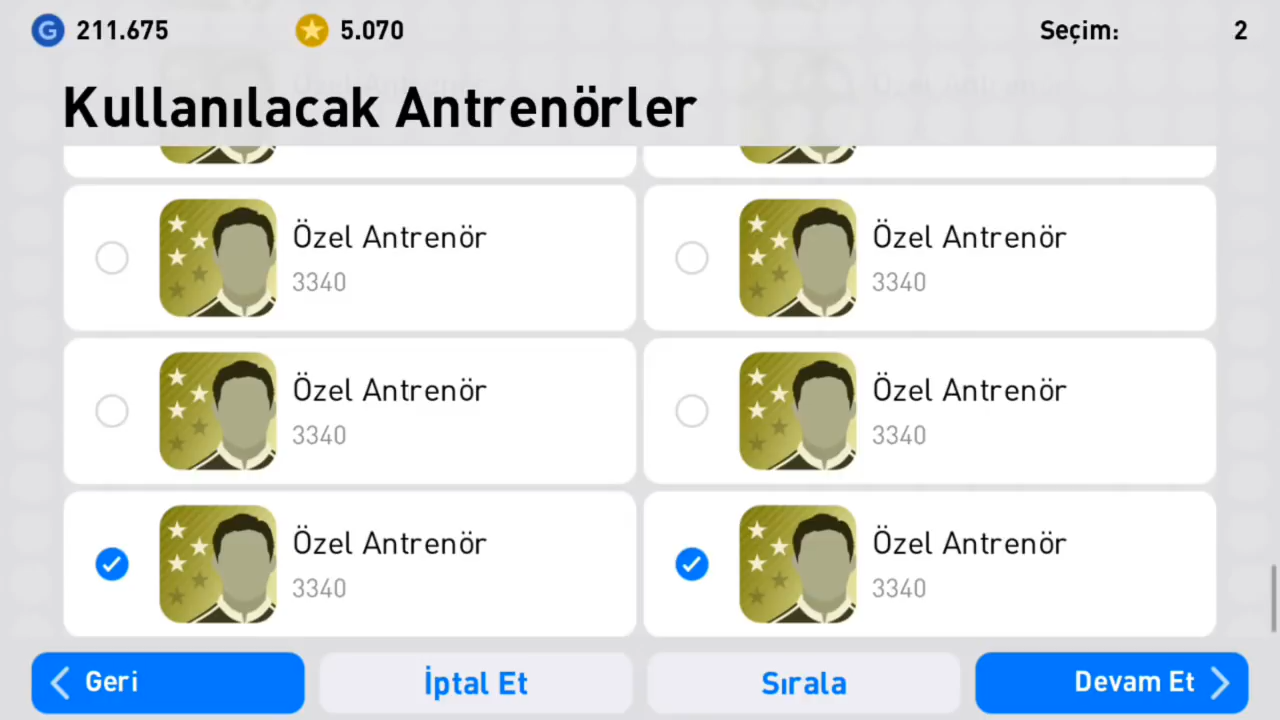 G 211.675
5.070
Seçim: 2
Kullanılacak Antrenörler
Özel Antrenör
3340
Özel Antrenör
3340
Özel Antrenör
3340
Özel Antrenör
3340
Özel Antrenör
3340
Özel Antrenör
3340
Geri
İptal Et
Sırala
Devam Et